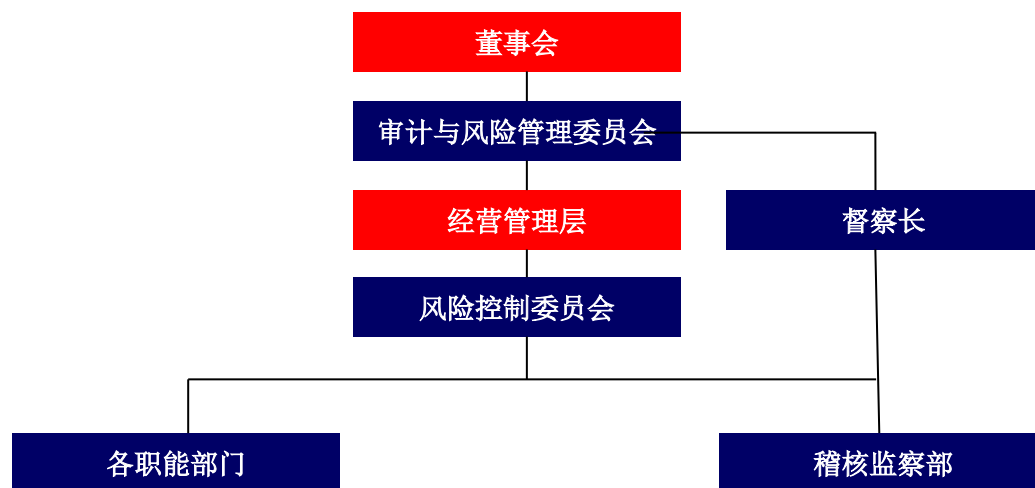 董事会
审计与风险管理委员会
经营管理层
督察长
风险控制委员会
各职能部门
稽核监察部